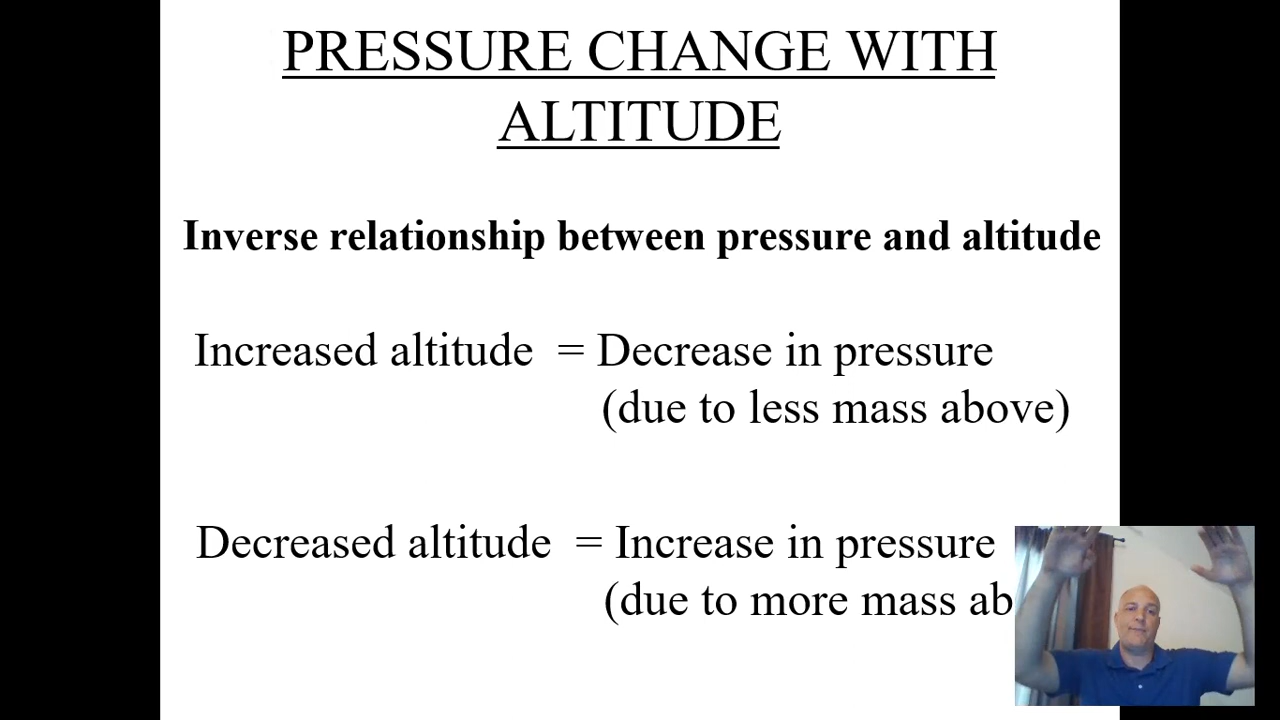 PRESSURE CHANGE WITH
ALTITUDE
Inverse relationship between pressure and altitude
Increased altitude = Decrease in pressure
(due to less mass above)
Decreased altitude = Increase in pressure
(due to more mass ab